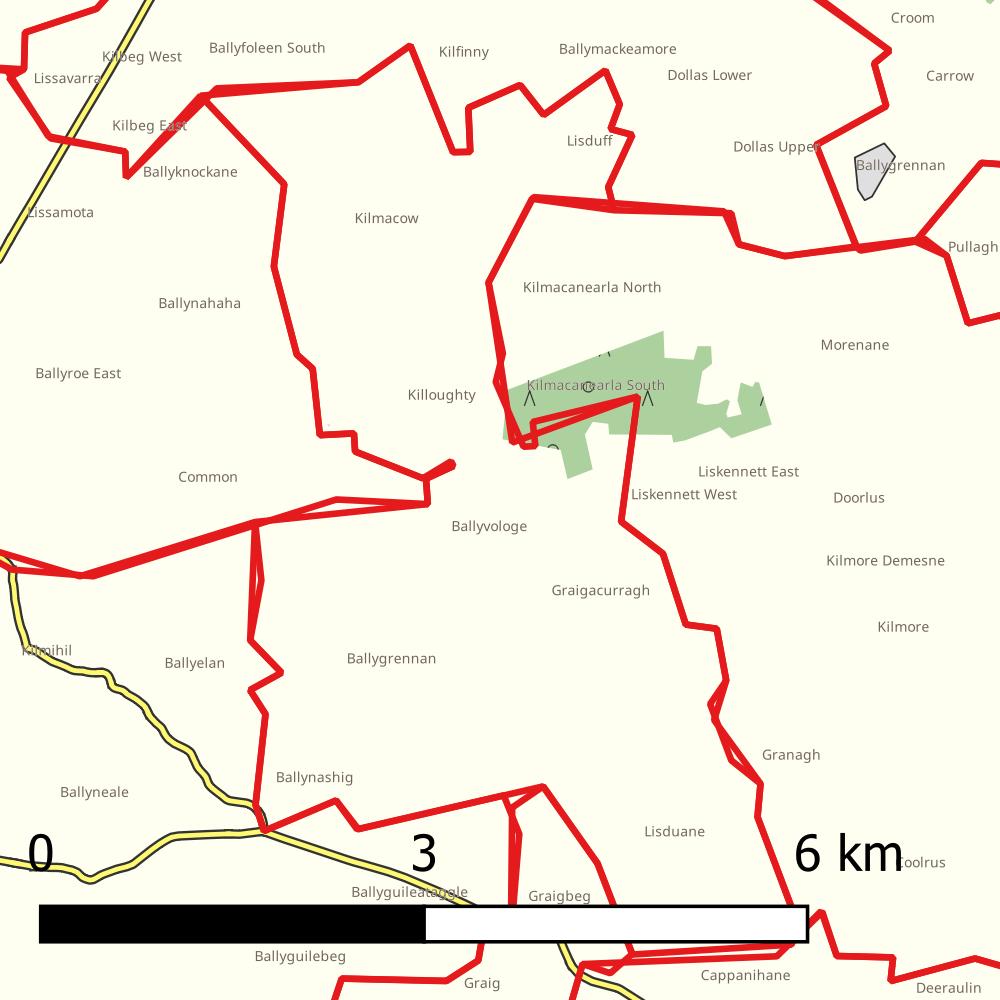 Croom
Ballyfoleen South
Kilfinny
Ballymackeamore
Kilbeg West
Lissavarra
Dollas Lower
Carrow
Kilbeg East
Lisduff
Dollas Upper
Ballygrennan
Ballyknockane
Lissamota
Kilmacow
Pullagh
Kilmacanearla North
Ballynahaha
Morenane
Ballyroe East
Kilmacanearla South
Killoughty
Common
Liskennett East
Liskennett West
Doorlus
Ballyvologe
Kilmore Demesne
Graigacurragh
Kilmore
Kilmihil
Ballyelan
Ballygrennan
Granagh
Ballynashig
Ballyneale
Lisduane
0 3 6 km
Coolrus
Ballyguileataggle
Graigbeg
Ballyguilebeg
Graig
Cappanihane
Deeraulin